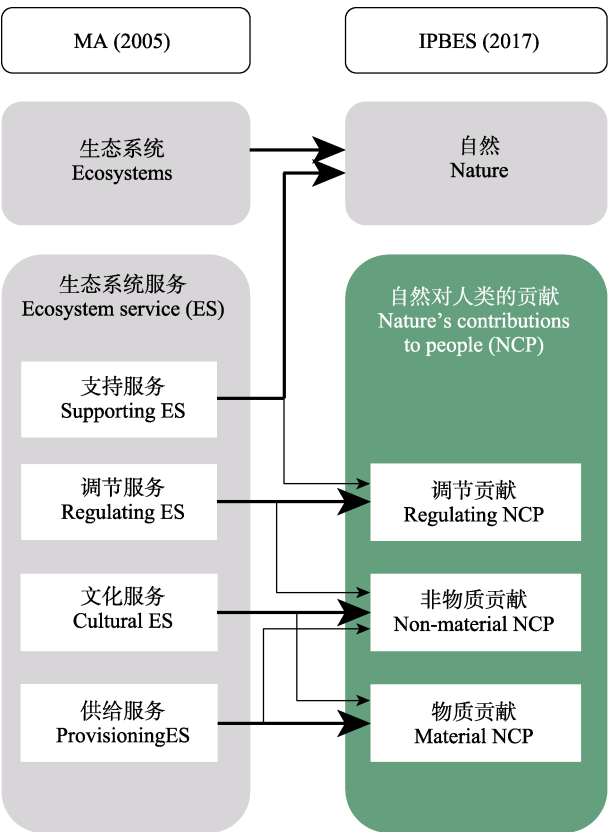 MA (2005)
IPBES (2017)
生态系统
Ecosystems
自然
Nature
生态系统服务
Ecosystem service (ES)
自然对人类的贡献
Nature's contributions
to people (NCP)
支持服务
Supporting ES
调节服务
Regulating ES
调节贡献
Regulating NCP
文化服务
Cultural ES
非物质贡献
Non-material NCP
供给服务
ProvisioningES
物质贡献
Material NCP